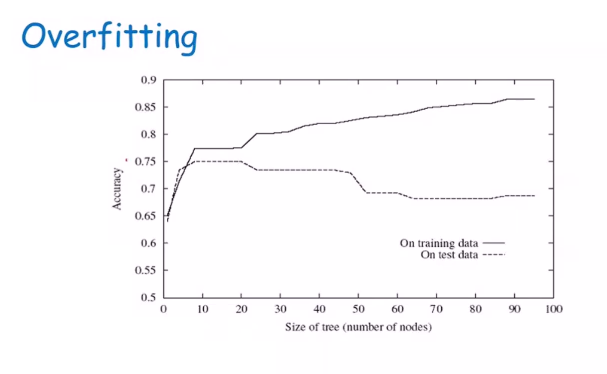 Overfitting
0.9
0.85
0.8
0.75
0.7
0.65
0.6
0.55
0.5
Accuracy
On training data
On test data
0 10 20 30 40 50 60 70 80 90 100
Size of tree (number of nodes)